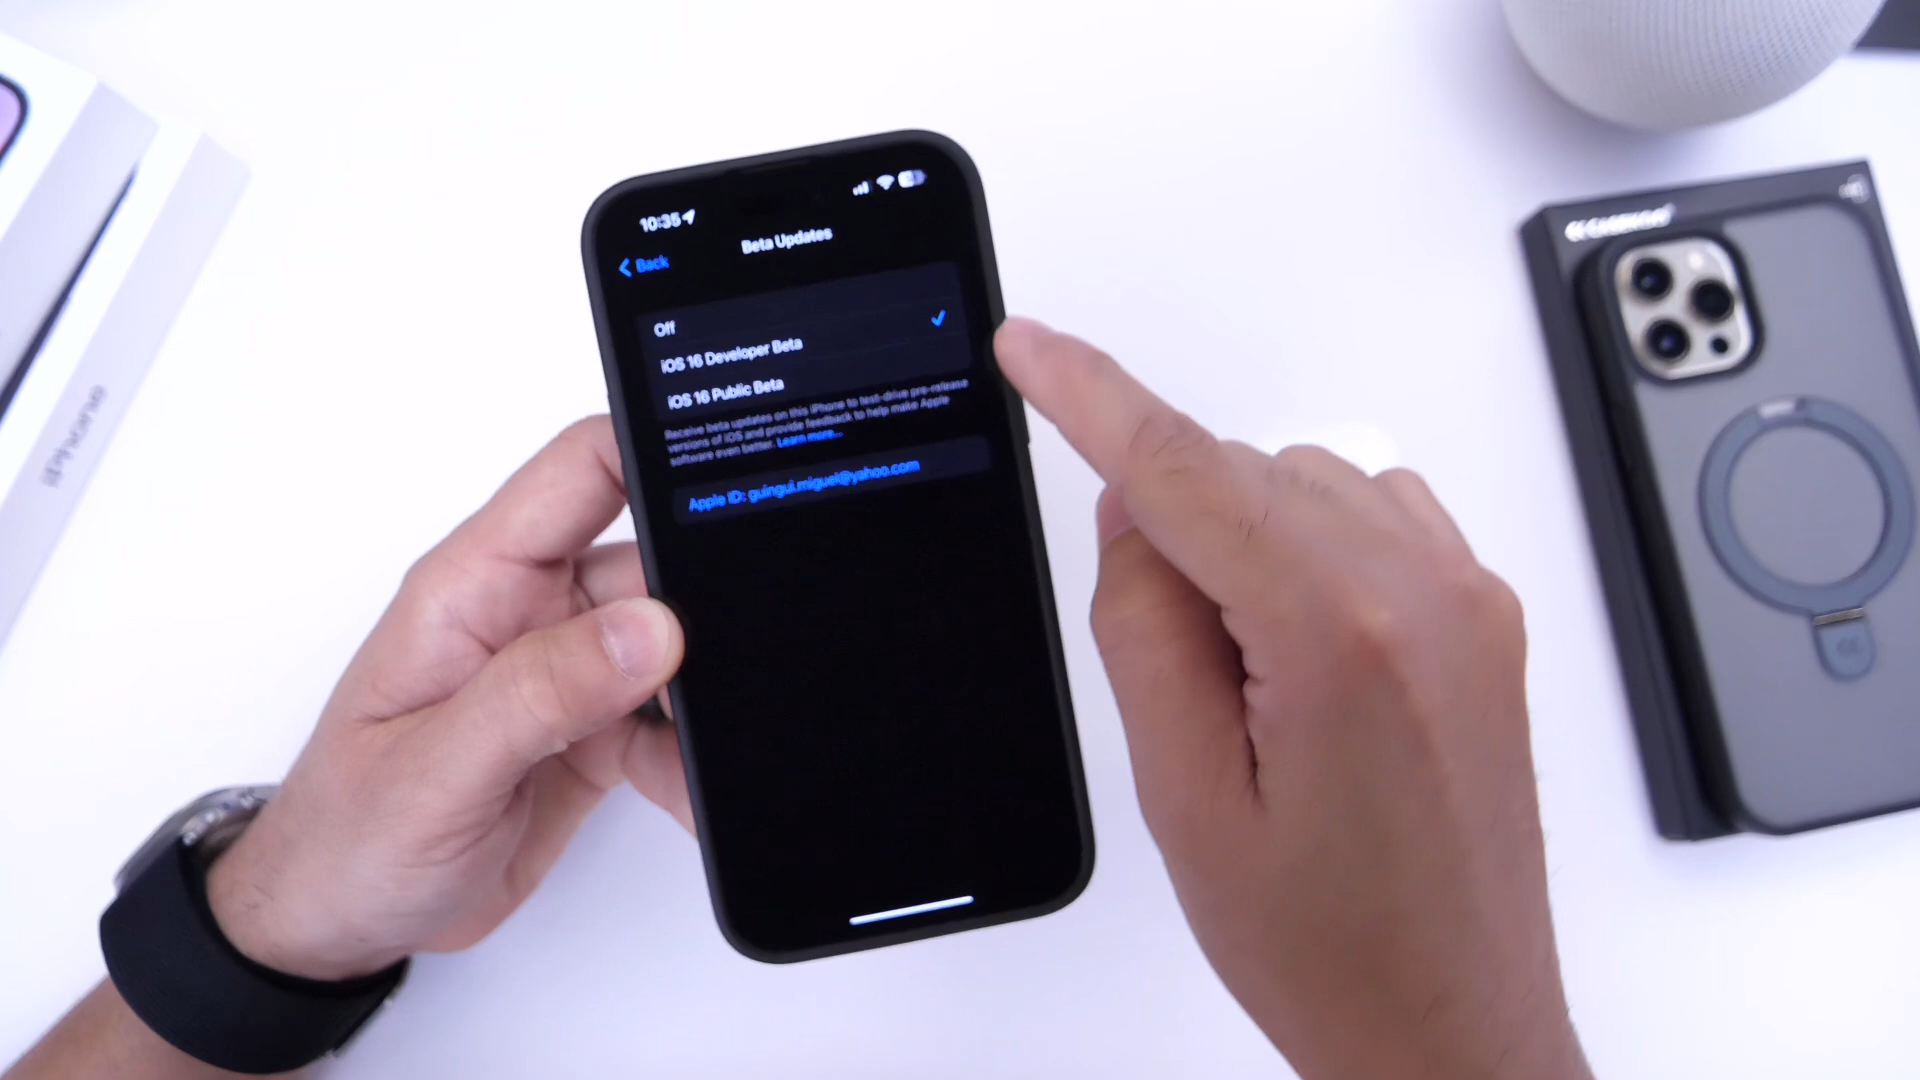 10:35
Back
Beta Updates
Off
iOS 16 Developer Beta
iOS 16 Public Beta
Receive beta updates on this iPhone to test-drive pre-release
versions of iOS and provide feedback to help make Apple
software even better. Learn more...
Apple ID: guingui.miguel@yahoo.com
iPhone